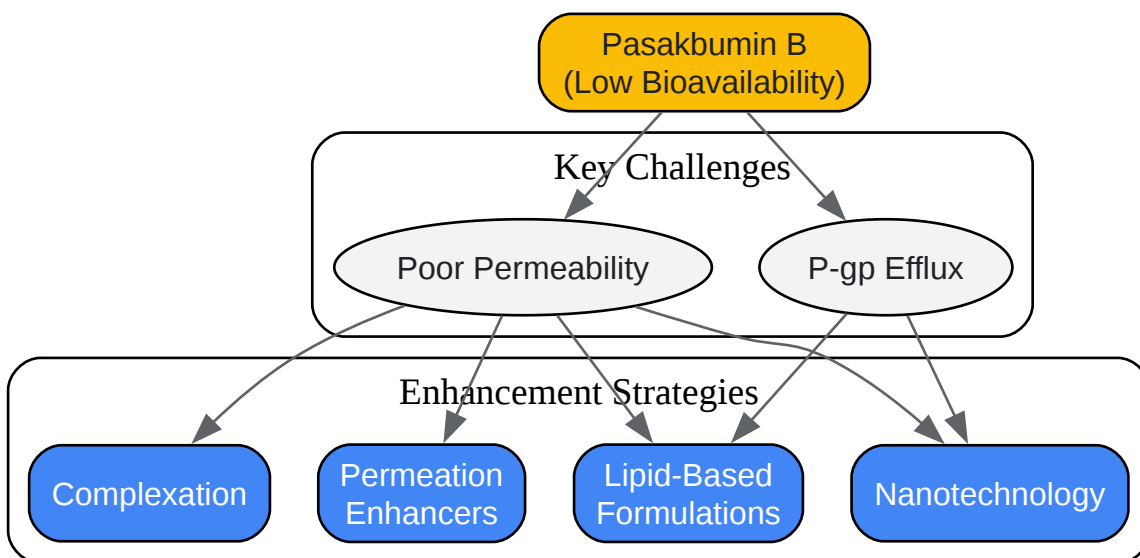 Pasakbumin B
(Low Bioavailability)
Key Challenges
Poor Permeability
P-gp Efflux
Enhancement Strategies
Complexation
Permeation
Enhancers
Lipid-Based
Formulations
Nanotechnology